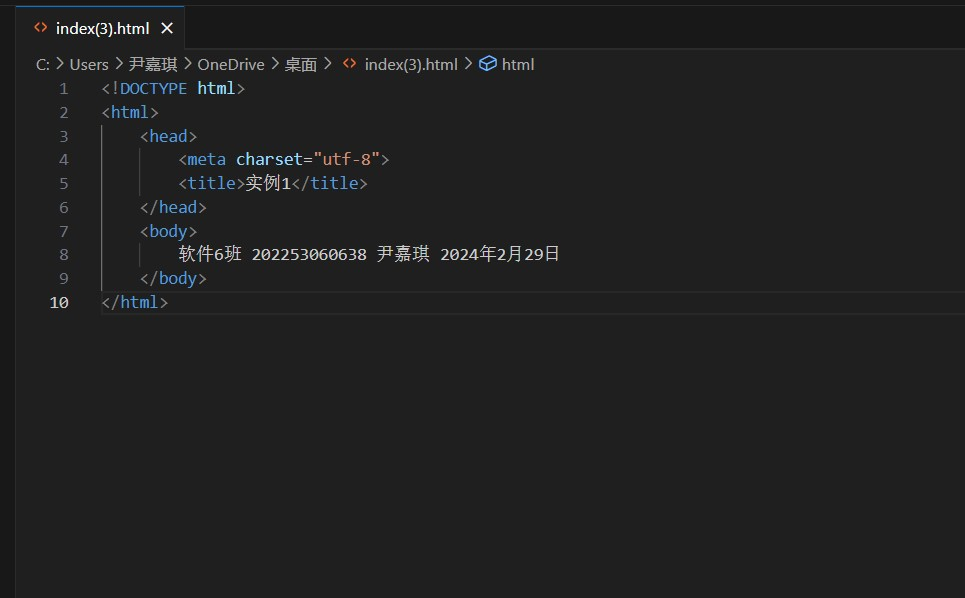 index(3).html
C: > Users > 尹嘉琪 > OneDrive > 桌面 > index(3).html > html
1 <!DOCTYPE html>
2 <html>
3 <head>
4 <meta charset="utf-8">
5 <title>实例1</title>
6 </head>
7 <body>
8 软件6班 202253060638 尹嘉琪 2024年2月29日
9 </body>
10 </html>